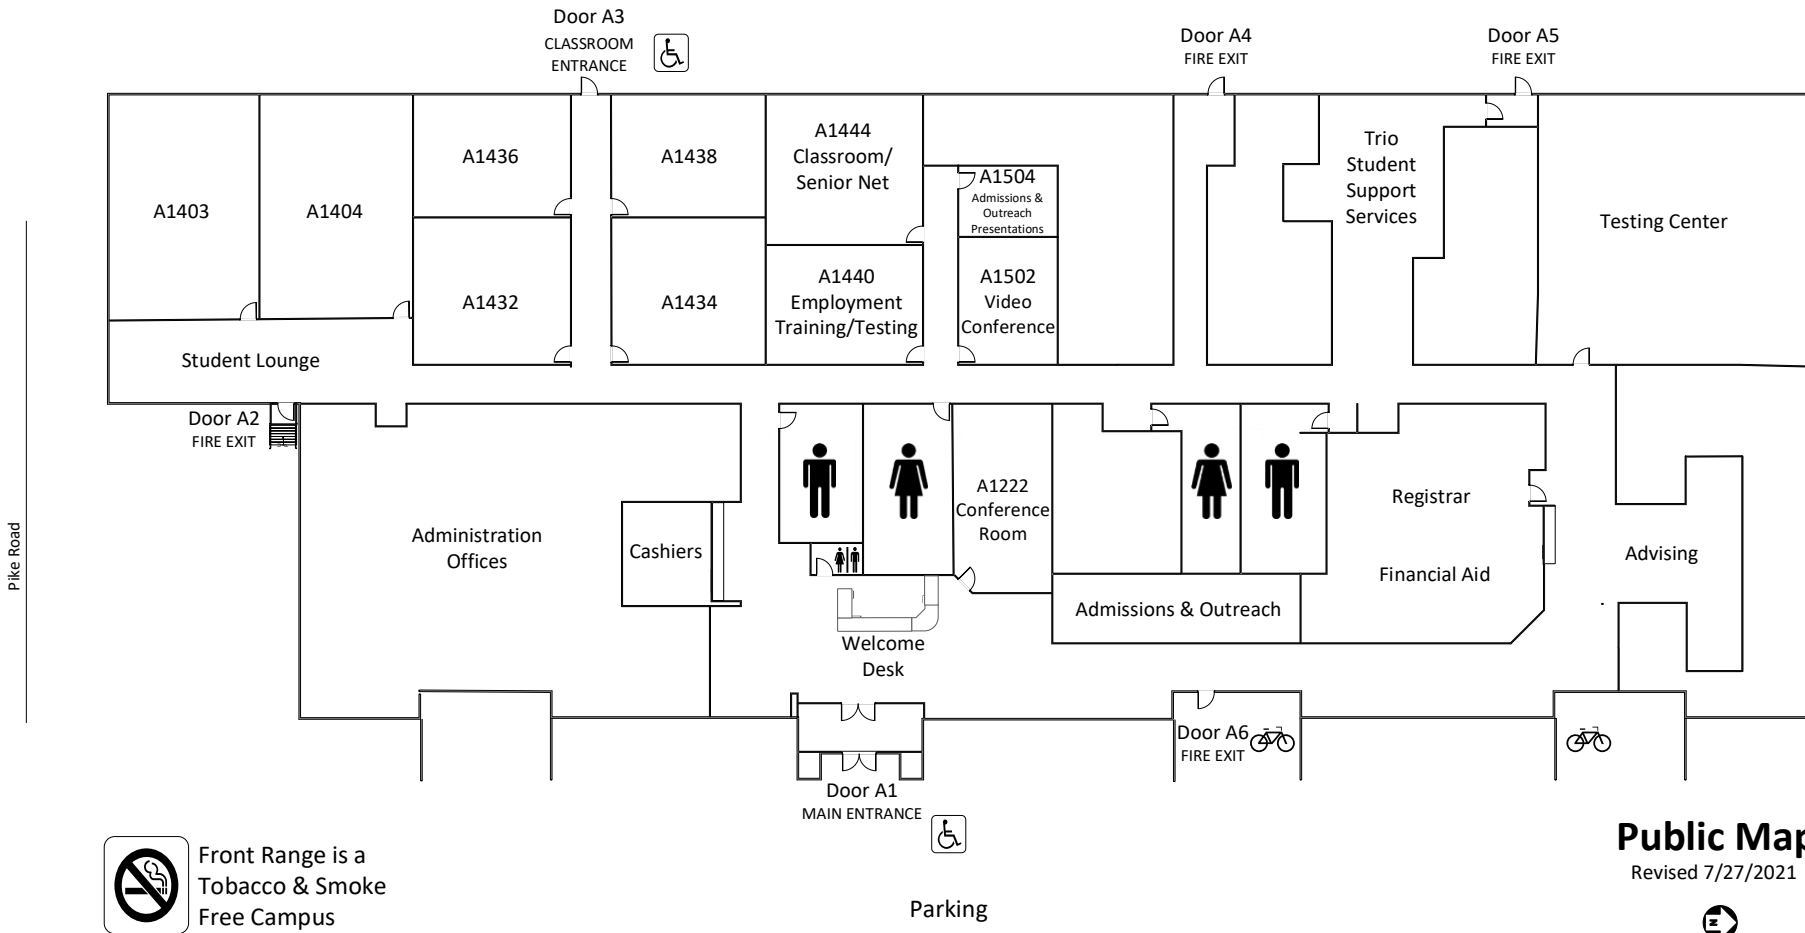 Door A3
CLASSROOM
ENTRANCE
Door A4
FIRE EXIT
Door A5
FIRE EXIT
A1403
A1404
A1436
A1438
A1444
Classroom/
Senior Net
A1504
Admissions &
Outreach
Presentations
Trio
Student
Support
Services
Testing Center
A1432
A1434
A1440
Employment
Training/Testing
A1502
Video
Conference
Student Lounge
Door A2
FIRE EXIT
Pike Road
Administration
Offices
Cashiers
A1222
Conference
Room
Registrar
Financial Aid
Advising
Admissions & Outreach
Welcome
Desk
Door A6
FIRE EXIT
Door A1
MAIN ENTRANCE
Front Range is a
Tobacco & Smoke
Free Campus
Parking
Public Map
Revised 7/27/2021
N